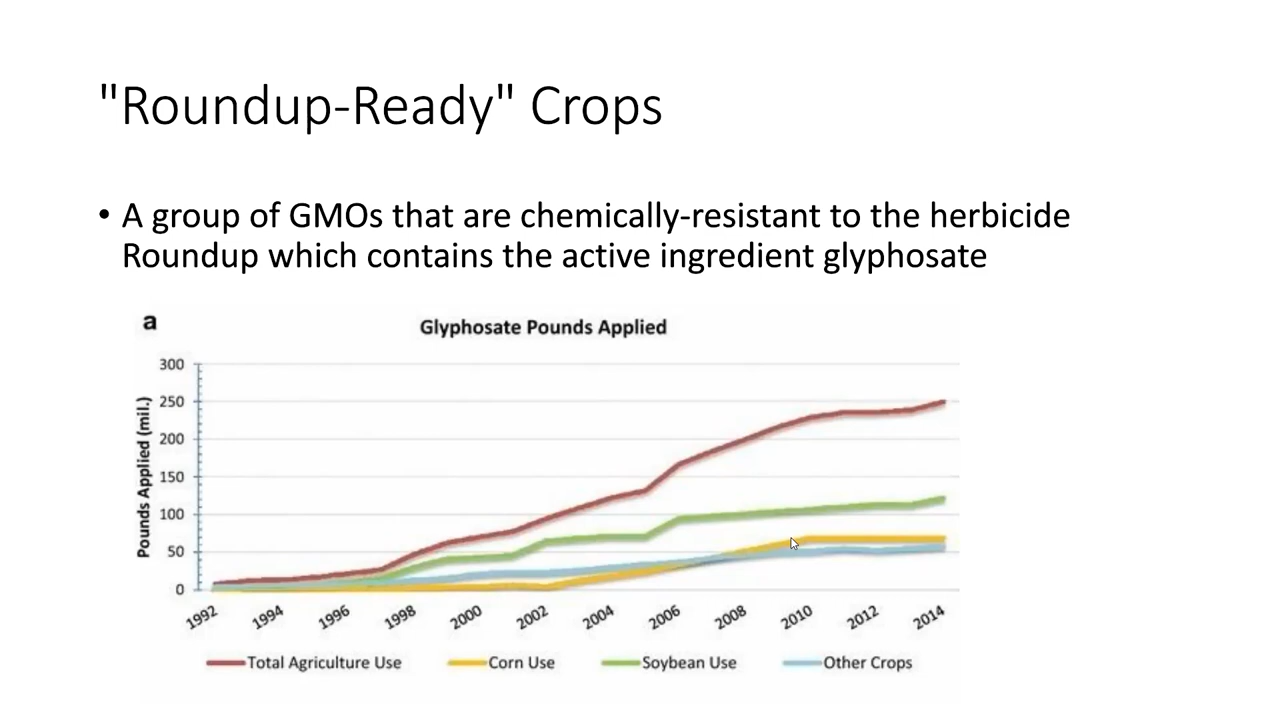 "Roundup-Ready" Crops
• A group of GMOs that are chemically-resistant to the herbicide
Roundup which contains the active ingredient glyphosate
a
Glyphosate Pounds Applied
Pounds Applied (mil.)
300
250
200
150
100
50
0
1992 1994 1996 1998 2000 2002 2004 2006 2008 2010 2012 2014
Total Agriculture Use Corn Use Soybean Use Other Crops